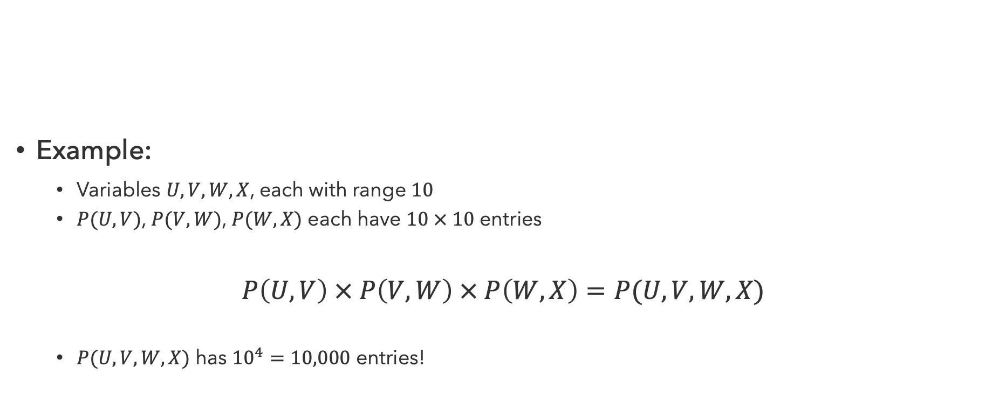 • Example:
• Variables U, V, W, X, each with range 10
• P(U, V), P(V, W), P(W, X) each have 10 × 10 entries
P(U, V) × P(V, W) × P(W, X) = P(U, V, W, X)
• P(U, V, W, X) has 10⁴ = 10,000 entries!